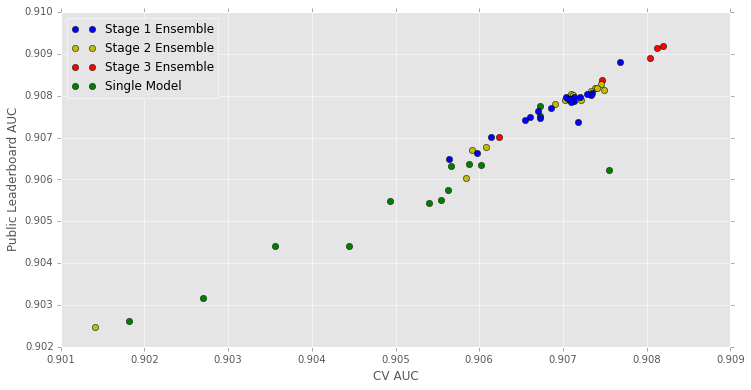 0.910
0.909
0.908
0.907
0.906
0.905
0.904
0.903
0.902
Public Leaderboard AUC
Stage 1 Ensemble
Stage 2 Ensemble
Stage 3 Ensemble
Single Model
0.901 0.902 0.903 0.904 0.905 0.906 0.907 0.908 0.909
CV AUC